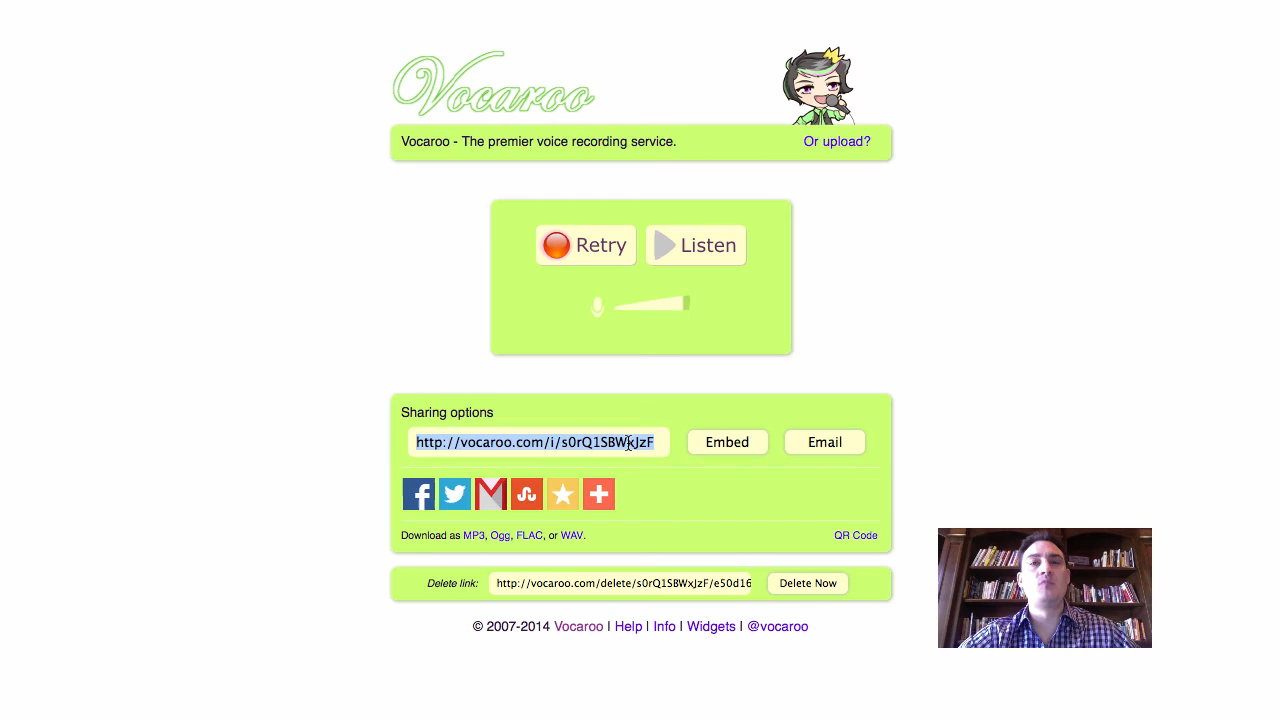 Vocaroo
Vocaroo - The premier voice recording service. Or upload?
Retry Listen
Sharing options
http://vocaroo.com/i/s0rQ1SBWxJzF Embed Email
Download as MP3, Ogg, FLAC, or WAV. QR Code
Delete link: http://vocaroo.com/delete/s0rQ1SBWxJzF/e50d16 Delete Now
© 2007-2014 Vocaroo | Help | Info | Widgets | @vocaroo